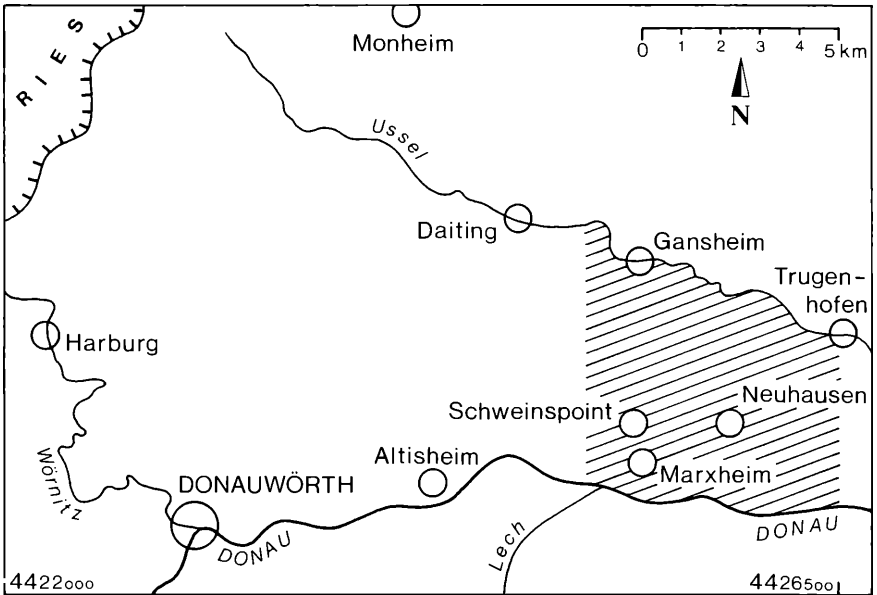 RIES
Monheim
0 1 2 3 4 5 km
N
Ussel
Daiting
Gansheim
Trugen-
hofen
Harburg
Schweinspoint
Neuhausen
Altisheim
Marxheim
Wörnitz
DONAUWÖRTH
DONAU
Lech
DONAU
4422000
4426500